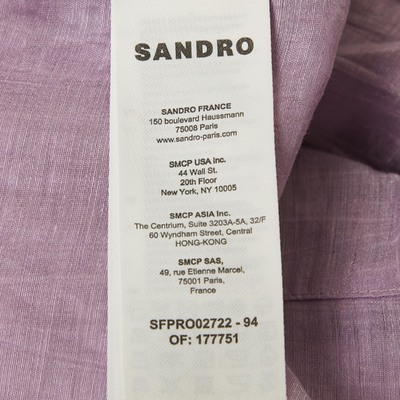 SANDRO
SANDRO FRANCE
150 boulevard Haussmann
75008 Paris
www.sandro-paris.com
SMCP USA Inc.
44 Wall St.
20th Floor
New York, NY 10005
SMCP ASIA Inc.
The Centrium, Suite 3203A-5A, 32/F
60 Wyndham Street, Central
HONG-KONG
SMCP SAS,
49, rue Etienne Marcel,
75001 Paris,
France
SFPRO02722 - 94
OF: 177751